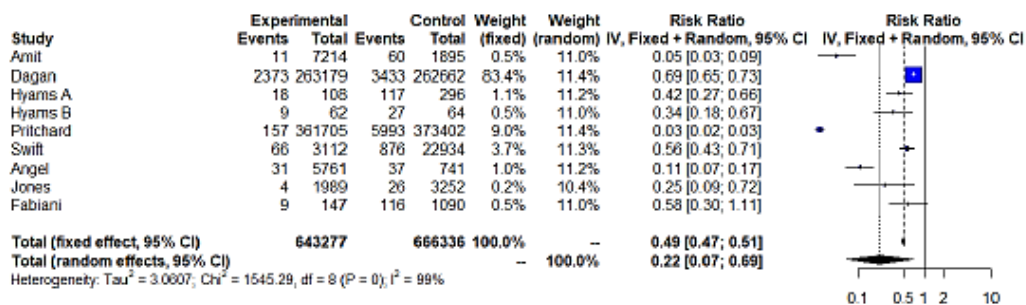 Experimental Control Weight Weight Risk Ratio Risk Ratio
Study Events Total Events Total (fixed) (random) IV, Fixed + Random, 95% CI IV, Fixed + Random, 95% CI
Amit 11 7214 60 1895 0.5% 11.0% 0.05 [0.03; 0.09]
Dagan 2373 263179 3433 262662 83.4% 11.4% 0.69 [0.65; 0.73]
Hyams A 18 108 117 296 1.1% 11.2% 0.42 [0.27; 0.66]
Hyams B 9 62 27 64 0.5% 11.0% 0.34 [0.18; 0.67]
Pritchard 157 361705 5993 373402 9.0% 11.4% 0.03 [0.02; 0.03]
Swift 66 3112 876 22934 3.7% 11.3% 0.56 [0.43; 0.71]
Angel 31 5761 37 741 1.0% 11.2% 0.11 [0.07; 0.17]
Jones 4 1989 26 3252 0.2% 10.4% 0.25 [0.09; 0.72]
Fabiani 9 147 116 1090 0.5% 11.0% 0.58 [0.30; 1.11]
Total (fixed effect, 95% CI) 643277 666336 100.0% -- 0.49 [0.47; 0.51]
Total (random effects, 95% CI) -- 100.0% 0.22 [0.07; 0.69]
Heterogeneity: Tau² = 3.0607; Chi² = 1545.29, df = 8 (P = 0); I² = 99%
0.1 0.5 1 2 10